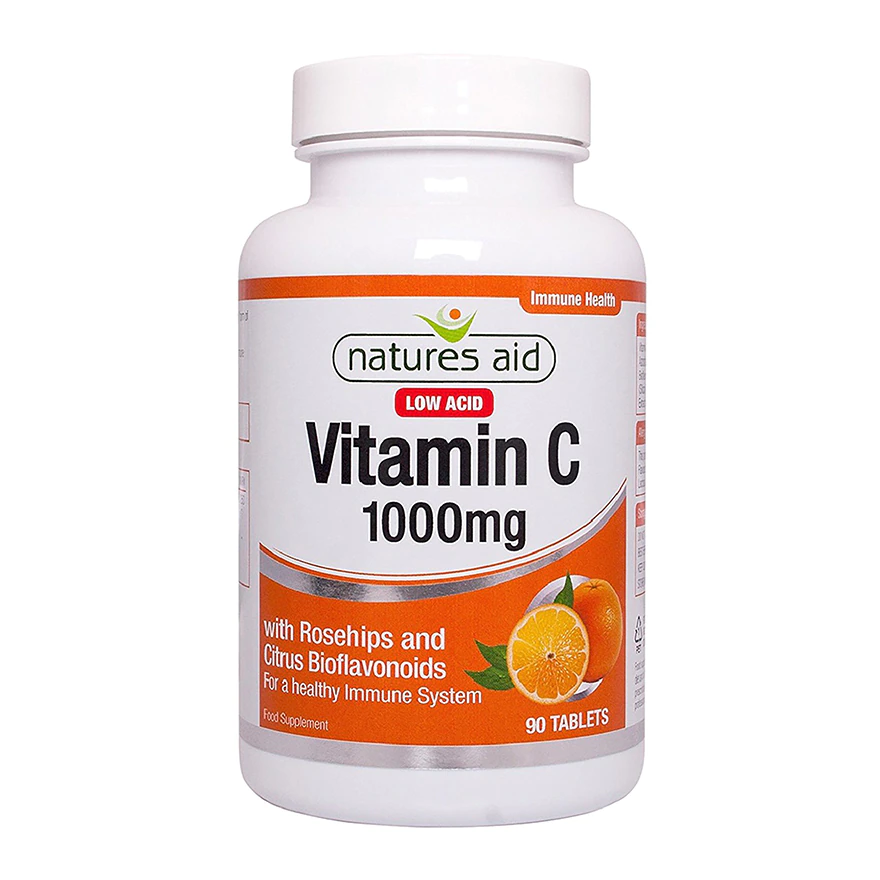 Immune Health
natures aid
LOW ACID
Vitamin C
1000mg
with Rosehips and
Citrus Bioflavonoids
For a healthy Immune System
Food Supplement
90 TABLETS